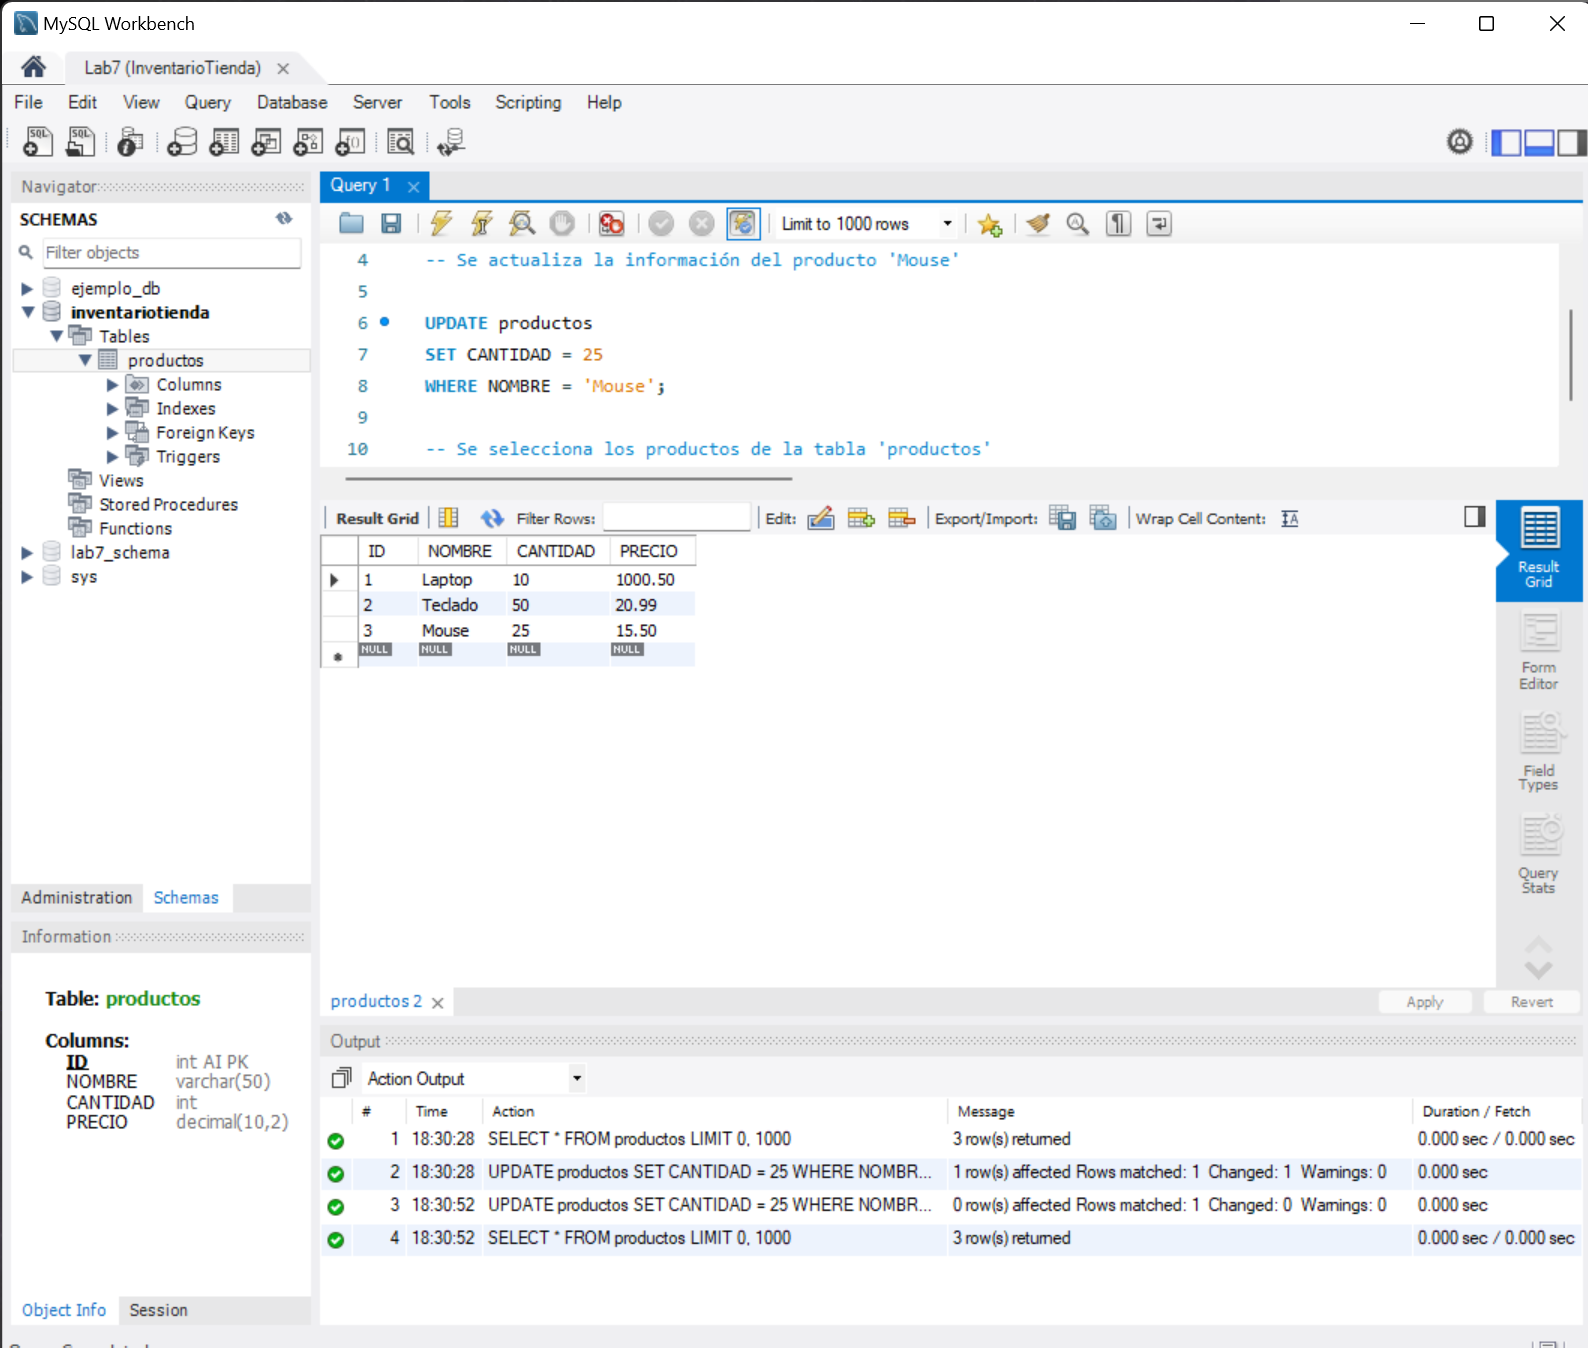 MySQL Workbench
Lab7 (InventarioTienda)
File Edit View Query Database Server Tools Scripting Help
Navigator
SCHEMAS
Filter objects
ejemplo_db
inventariotienda
Tables
productos
Columns
Indexes
Foreign Keys
Triggers
Views
Stored Procedures
Functions
lab7_schema
sys
Administration Schemas
Information
Table: productos
Columns:
ID int AI PK
NOMBRE varchar(50)
CANTIDAD int
PRECIO decimal(10,2)
Object Info Session
Query 1
Limit to 1000 rows
4 -- Se actualiza la información del producto 'Mouse'
5
6 UPDATE productos
7 SET CANTIDAD = 25
8 WHERE NOMBRE = 'Mouse';
9
10 -- Se selecciona los productos de la tabla 'productos'
Result Grid Filter Rows: Edit: Export/Import: Wrap Cell Content:
ID NOMBRE CANTIDAD PRECIO
1 Laptop 10 1000.50
2 Teclado 50 20.99
3 Mouse 25 15.50
NULL NULL NULL NULL
Result
Grid
Form
Editor
Field
Types
Query
Stats
productos 2
Apply Revert
Output
Action Output
# Time Action Message Duration / Fetch
1 18:30:28 SELECT * FROM productos LIMIT 0, 1000 3 row(s) returned 0.000 sec / 0.000 sec
2 18:30:28 UPDATE productos SET CANTIDAD = 25 WHERE NOMBR... 1 row(s) affected Rows matched: 1 Changed: 1 Warnings: 0 0.000 sec
3 18:30:52 UPDATE productos SET CANTIDAD = 25 WHERE NOMBR... 0 row(s) affected Rows matched: 1 Changed: 0 Warnings: 0 0.000 sec
4 18:30:52 SELECT * FROM productos LIMIT 0, 1000 3 row(s) returned 0.000 sec / 0.000 sec